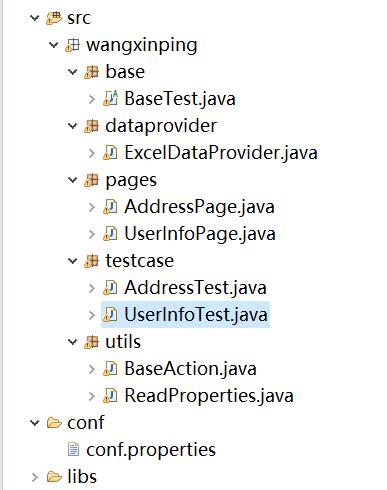 src
wangxinping
base
BaseTest.java
dataprovider
ExcelDataProvider.java
pages
AddressPage.java
UserInfoPage.java
testcase
AddressTest.java
UserInfoTest.java
utils
BaseAction.java
ReadProperties.java
conf
conf.properties
libs